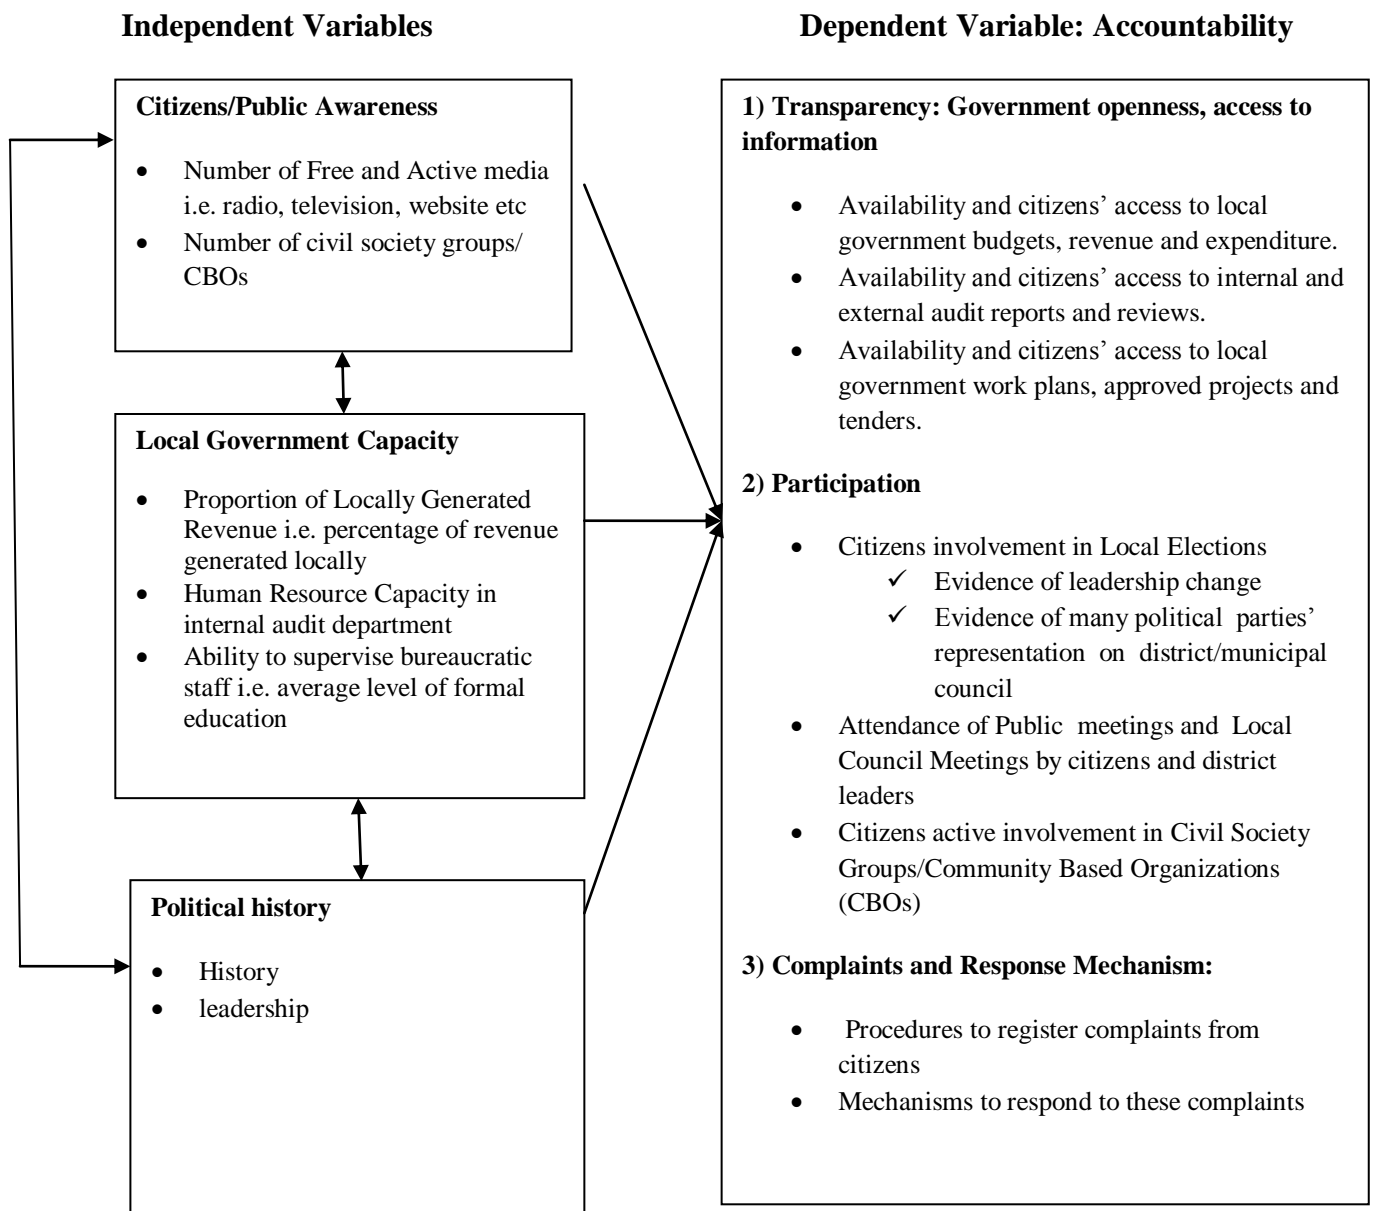 Independent Variables
Dependent Variable: Accountability
Citizens/Public Awareness
• Number of Free and Active media
i.e. radio, television, website etc
• Number of civil society groups/
CBOs
Local Government Capacity
• Proportion of Locally Generated
Revenue i.e. percentage of revenue
generated locally
• Human Resource Capacity in
internal audit department
• Ability to supervise bureaucratic
staff i.e. average level of formal
education
Political history
• History
• leadership
1) Transparency: Government openness, access to
information
• Availability and citizens’ access to local
government budgets, revenue and expenditure.
• Availability and citizens’ access to internal and
external audit reports and reviews.
• Availability and citizens’ access to local
government work plans, approved projects and
tenders.
2) Participation
• Citizens involvement in Local Elections
✓ Evidence of leadership change
✓ Evidence of many political parties’
representation on district/municipal
council
• Attendance of Public meetings and Local
Council Meetings by citizens and district
leaders
• Citizens active involvement in Civil Society
Groups/Community Based Organizations
(CBOs)
3) Complaints and Response Mechanism:
• Procedures to register complaints from
citizens
• Mechanisms to respond to these complaints